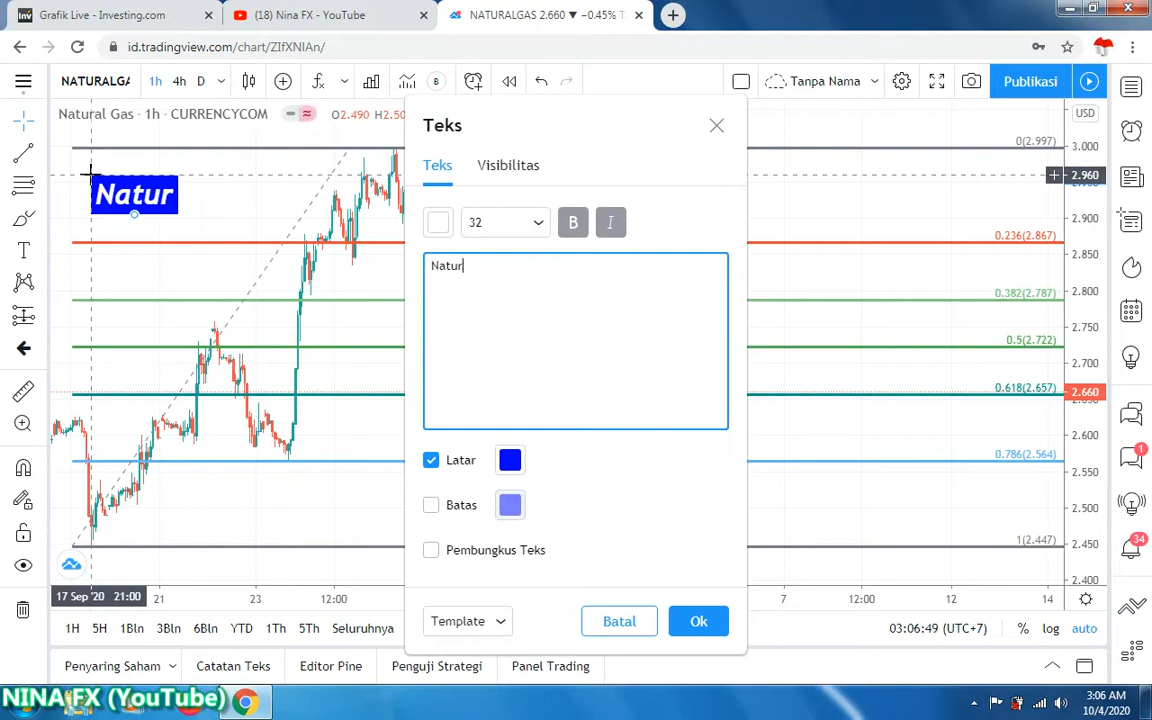 Grafik Live - Investing.com
(18) Nina FX - YouTube
NATURALGAS 2.660 ▼ −0.45% T
id.tradingview.com/chart/ZIfXNIAn/
NATURALGA
1h
4h
D
B
Tanpa Nama
Publikasi
Natural Gas · 1h · CURRENCYCOM
O2.490 H2.50
USD
Natur
Teks
Teks
Visibilitas
32
B
I
Natur
Latar
Batas
Pembungkus Teks
Template
Batal
Ok
0(2.997)
0.236(2.867)
0.382(2.787)
0.5(2.722)
0.618(2.657)
0.786(2.564)
1(2.447)
3.000
2.960
2.900
2.850
2.800
2.750
2.700
2.660
2.600
2.550
2.500
2.450
2.400
1
34
17 Sep '20 21:00
21
23
12:00
7
12:00
12
14
1H
5H
1Bln
3Bln
6Bln
YTD
1Th
5Th
Seluruhnya
03:06:49 (UTC+7)
%
log
auto
Penyaring Saham
Catatan Teks
Editor Pine
Penguji Strategi
Panel Trading
NINA FX (YouTube)
3:06 AM
10/4/2020